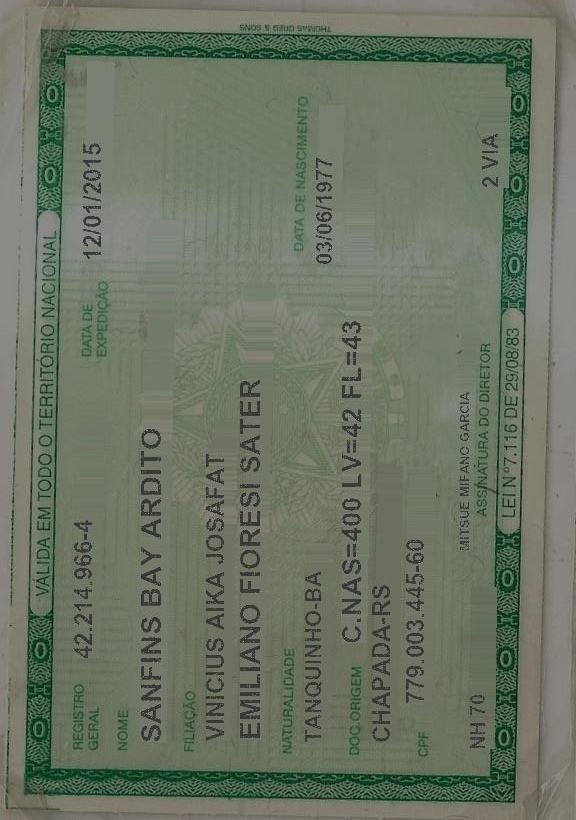 THOMAS GREG & SONS
VÁLIDA EM TODO O TERRITÓRIO NACIONAL
REGISTRO GERAL 42.214.966-4 DATA DE EXPEDIÇÃO 12/01/2015
NOME
SANFINS BAY ARDITO
FILIAÇÃO
VINICIUS AIKA JOSAFAT
EMILIANO FIORESI SATER
NATURALIDADE DATA DE NASCIMENTO
TANQUINHO-BA 03/06/1977
DOC.ORIGEM C.NAS=400 LV=42 FL=43
CHAPADA-RS
CPF 779.003.445-60
MITSUE MIFANO GARCIA
NH 70 ASSINATURA DO DIRETOR 2 VIA
LEI Nº 7.116 DE 29/08/83